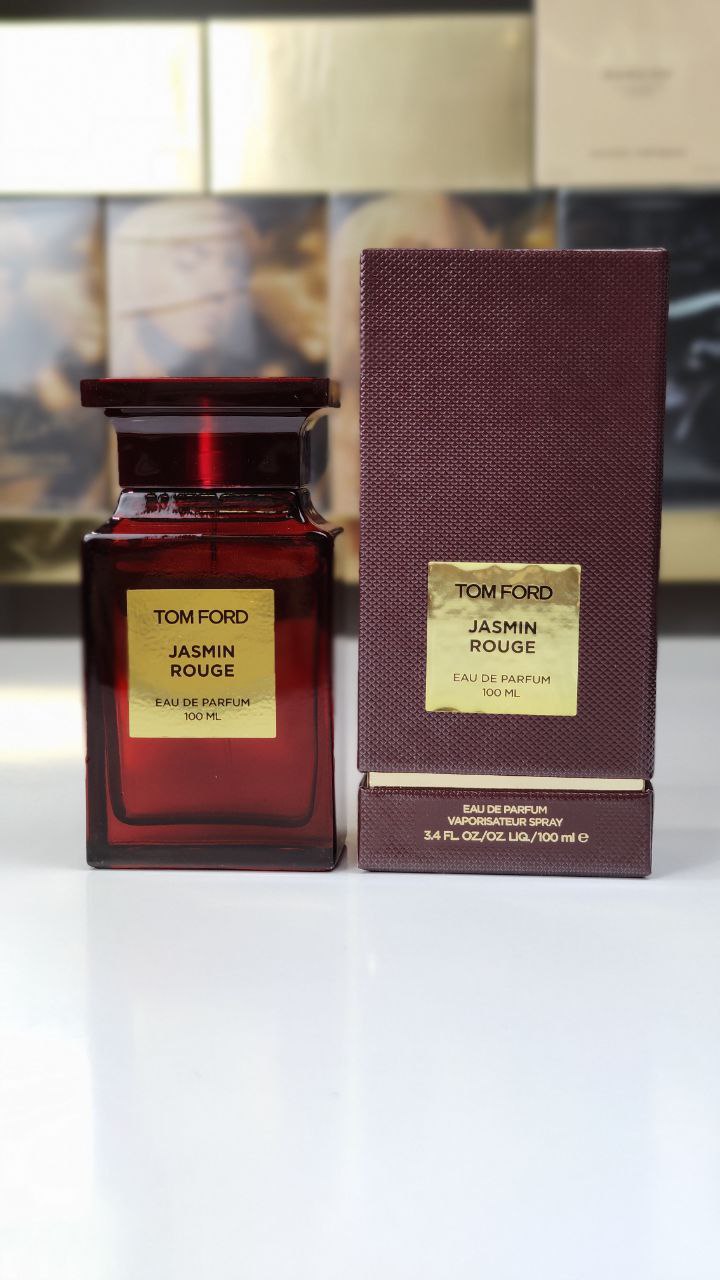 TOM FORD
JASMIN
ROUGE
EAU DE PARFUM
100 ML
TOM FORD
JASMIN
ROUGE
EAU DE PARFUM
100 ML
EAU DE PARFUM
VAPORISATEUR SPRAY
3.4 FL. OZ./OZ. LIQ./100 ml ℮